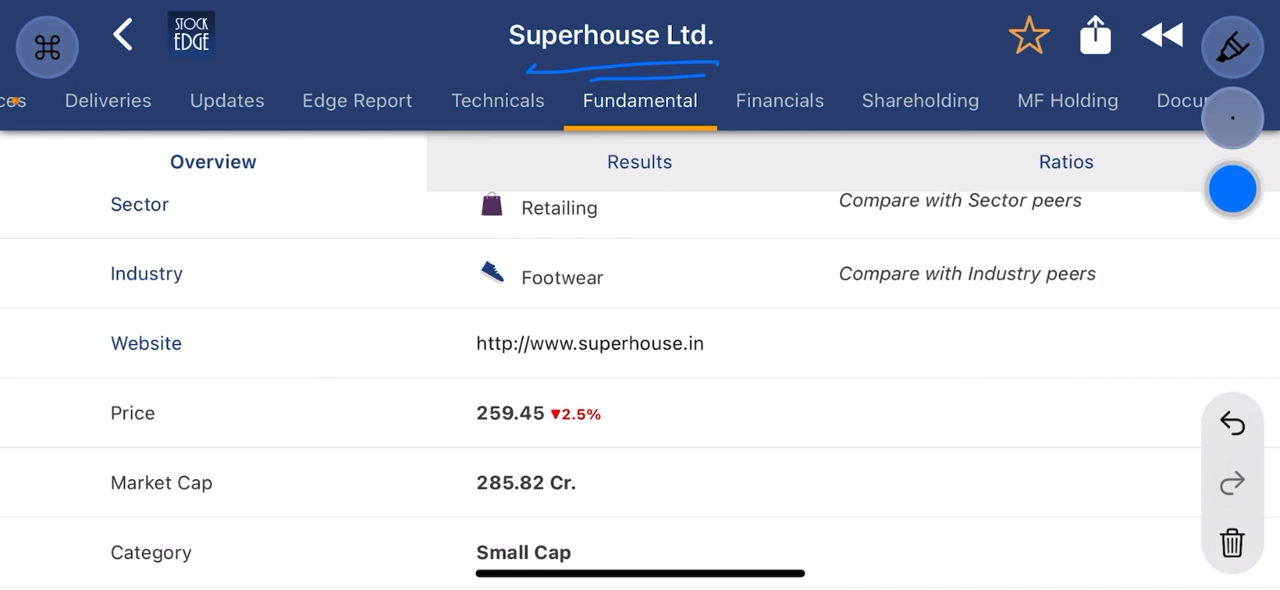 STOCK
EDGE
Superhouse Ltd.
ces Deliveries Updates Edge Report Technicals Fundamental Financials Shareholding MF Holding Docu
Overview Results Ratios
Sector Retailing Compare with Sector peers
Industry Footwear Compare with Industry peers
Website http://www.superhouse.in
Price 259.45 ▼2.5%
Market Cap 285.82 Cr.
Category Small Cap